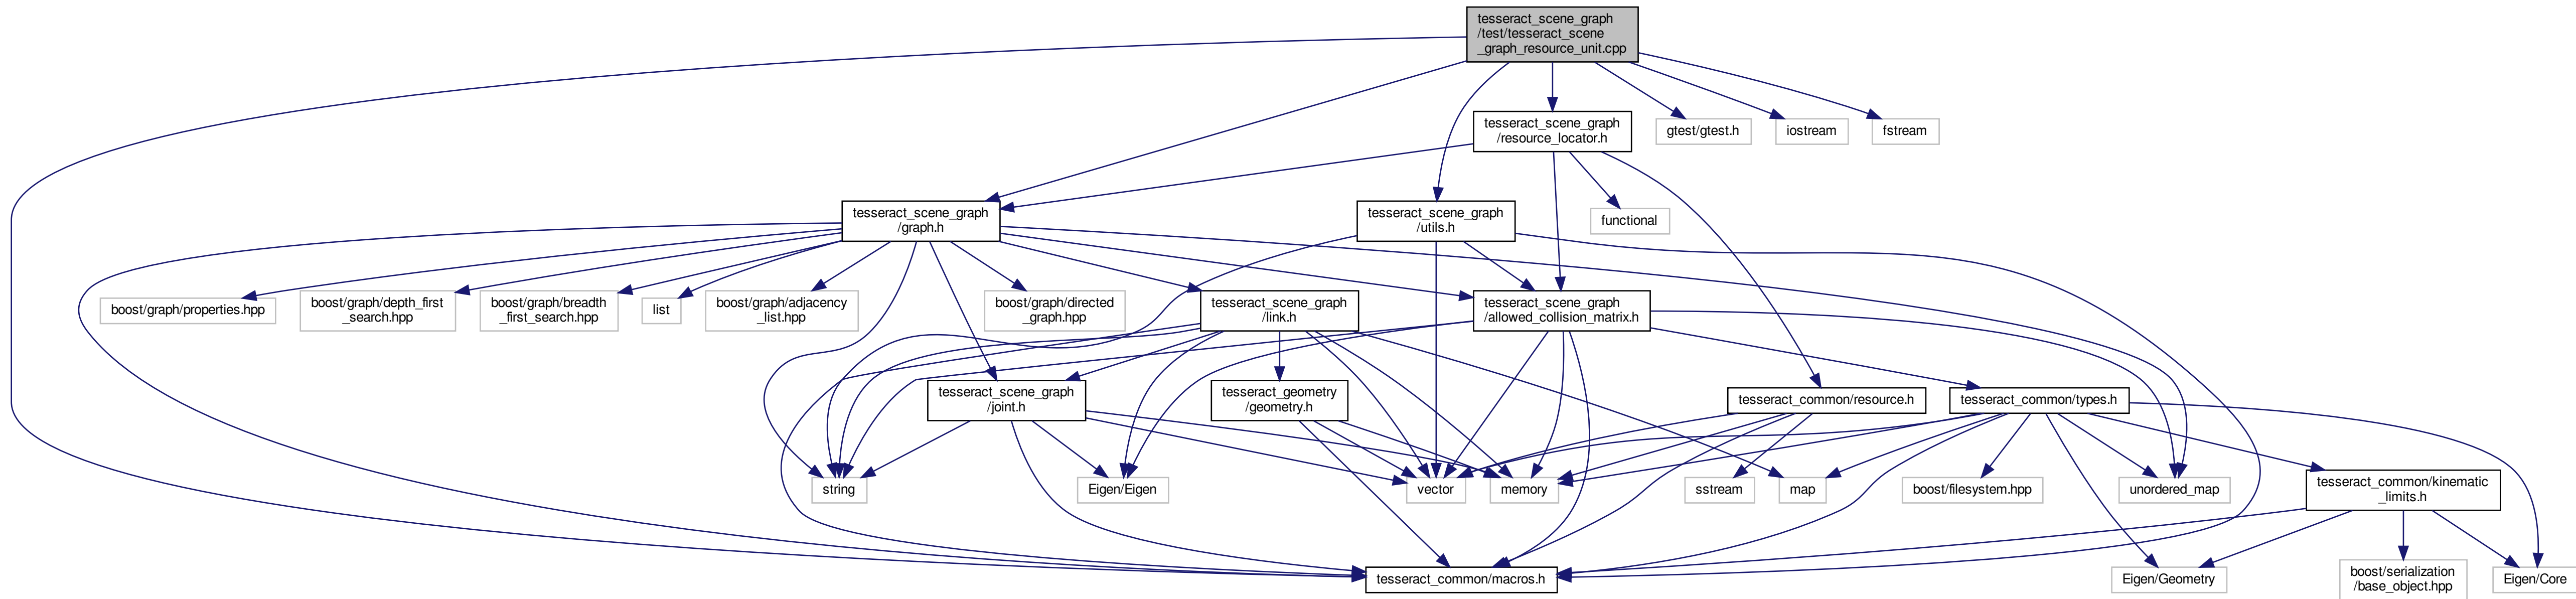 tesseract_scene_graph
/test/tesseract_scene
_graph_resource_unit.cpp
tesseract_scene_graph
/resource_locator.h
gtest/gtest.h
iostream
fstream
tesseract_scene_graph
/graph.h
tesseract_scene_graph
/utils.h
functional
boost/graph/properties.hpp
boost/graph/depth_first
_search.hpp
boost/graph/breadth
_first_search.hpp
list
boost/graph/adjacency
_list.hpp
boost/graph/directed
_graph.hpp
tesseract_scene_graph
/link.h
tesseract_scene_graph
/allowed_collision_matrix.h
tesseract_scene_graph
/joint.h
tesseract_geometry
/geometry.h
tesseract_common/resource.h
tesseract_common/types.h
string
Eigen/Eigen
vector
memory
sstream
map
boost/filesystem.hpp
unordered_map
tesseract_common/kinematic
_limits.h
tesseract_common/macros.h
Eigen/Geometry
boost/serialization
/base_object.hpp
Eigen/Core